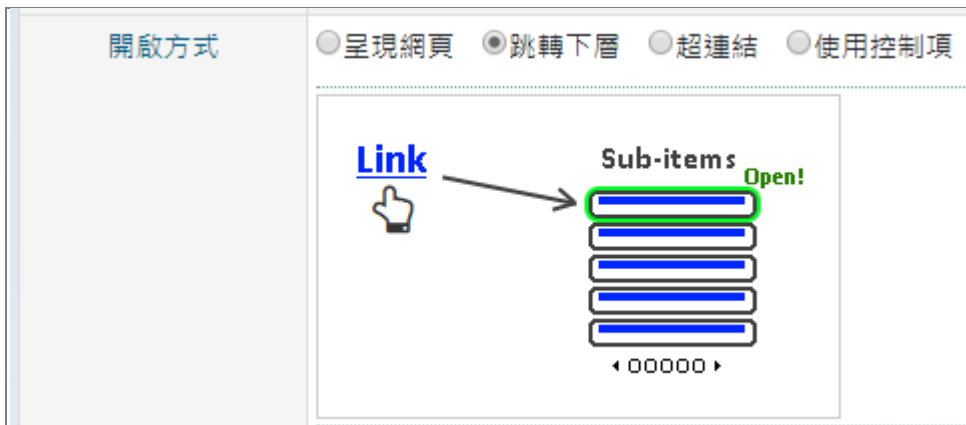 開啟方式
呈現網頁 跳轉下層 超連結 使用控制項
Link
Sub-items
Open!
00000